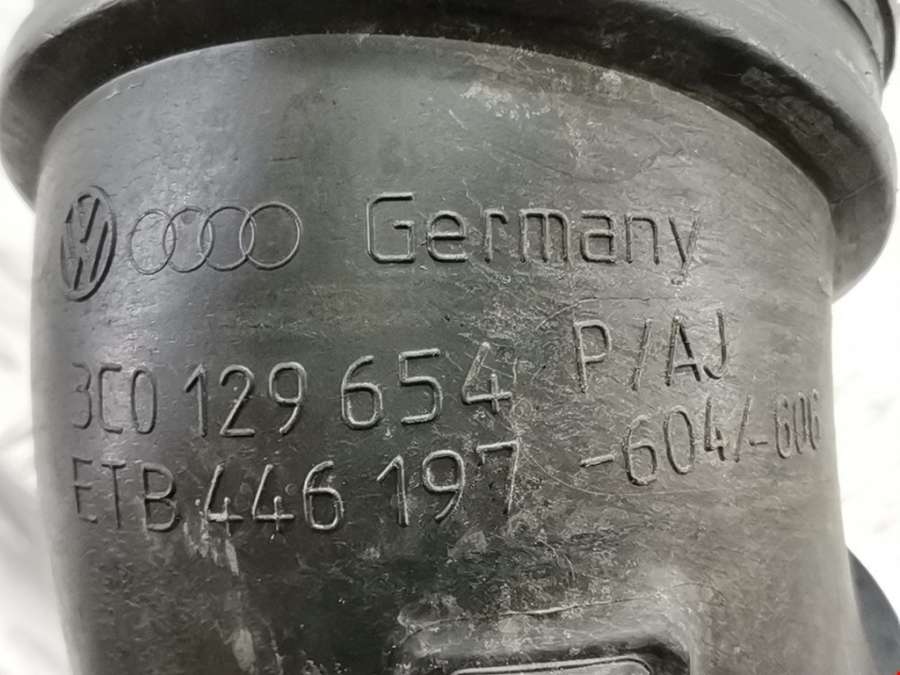 Germany
3C0 129 654 P/AJ
ETB 446 197 -604/-606